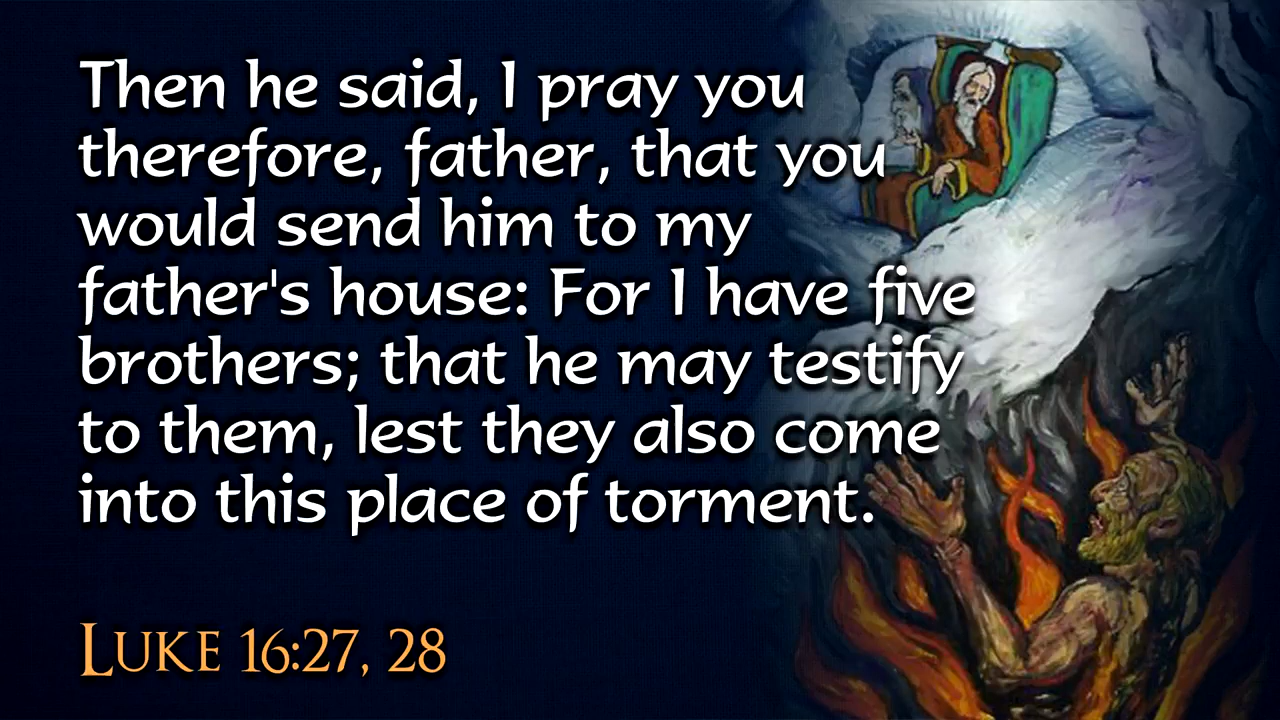 Then he said, I pray you
therefore, father, that you
would send him to my
father's house: For I have five
brothers; that he may testify
to them, lest they also come
into this place of torment.
LUKE 16:27, 28